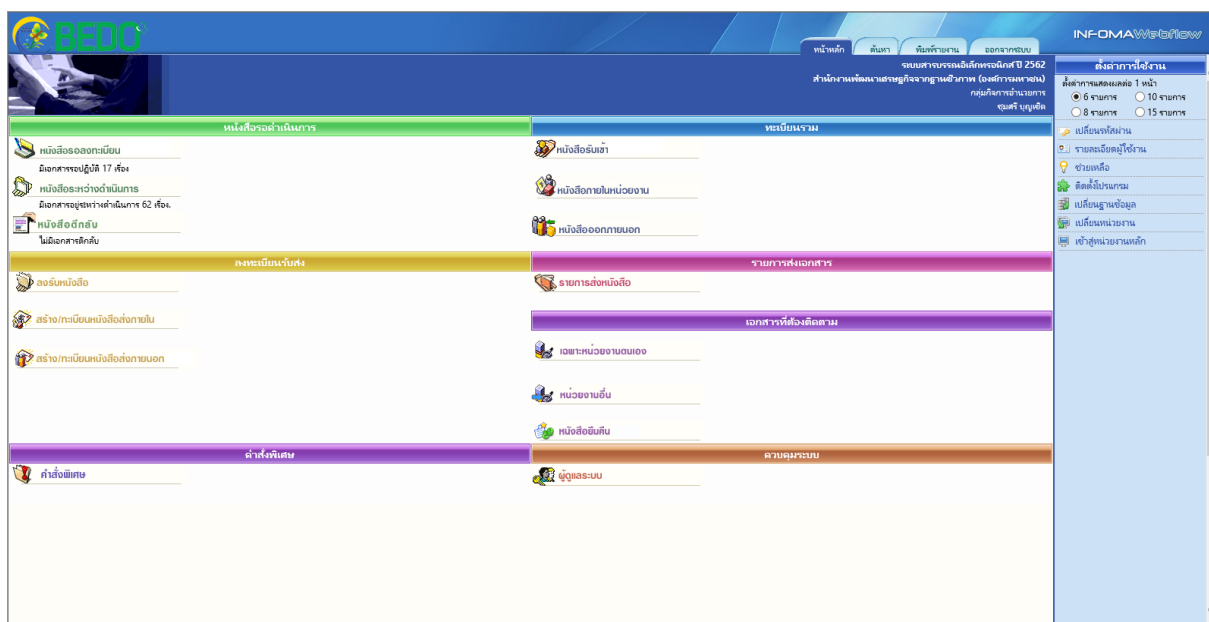 BEDO
INFOMAWebflow
หน้าหลัก ค้นหา พิมพ์รายงาน ออกจากระบบ
ระบบสารบรรณอิเล็กทรอนิกส์ ปี 2562
สำนักงานพัฒนาเศรษฐกิจจากฐานชีวภาพ (องค์การมหาชน)
กลุ่มกิจการอำนวยการ
ชุมศรี บุญเชิด
ตั้งค่าการใช้งาน
ตั้งค่าการแสดงผลต่อ 1 หน้า
6 รายการ 10 รายการ
8 รายการ 15 รายการ
เปลี่ยนรหัสผ่าน
รายละเอียดผู้ใช้งาน
ช่วยเหลือ
ติดตั้งโปรแกรม
เปลี่ยนฐานข้อมูล
เปลี่ยนหน่วยงาน
เข้าสู่หน่วยงานหลัก
หนังสือรอดำเนินการ
หนังสือรอลงทะเบียน
มีเอกสารรอปฏิบัติ 17 เรื่อง
หนังสือระหว่างดำเนินการ
มีเอกสารอยู่ระหว่างดำเนินการ 62 เรื่อง.
หนังสือตีกลับ
ไม่มีเอกสารตีกลับ
ทะเบียนรวม
หนังสือรับเข้า
หนังสือภายในหน่วยงาน
หนังสือออกภายนอก
ลงทะเบียนรับส่ง
ลงรับหนังสือ
สร้าง/ทะเบียนหนังสือส่งภายใน
สร้าง/ทะเบียนหนังสือส่งภายนอก
รายการส่งเอกสาร
รายการส่งหนังสือ
เอกสารที่ต้องติดตาม
เฉพาะหน่วยงานตนเอง
หน่วยงานอื่น
หนังสือยืมคืน
คำสั่งพิเศษ
คำสั่งพิเศษ
ควบคุมระบบ
ผู้ดูแลระบบ